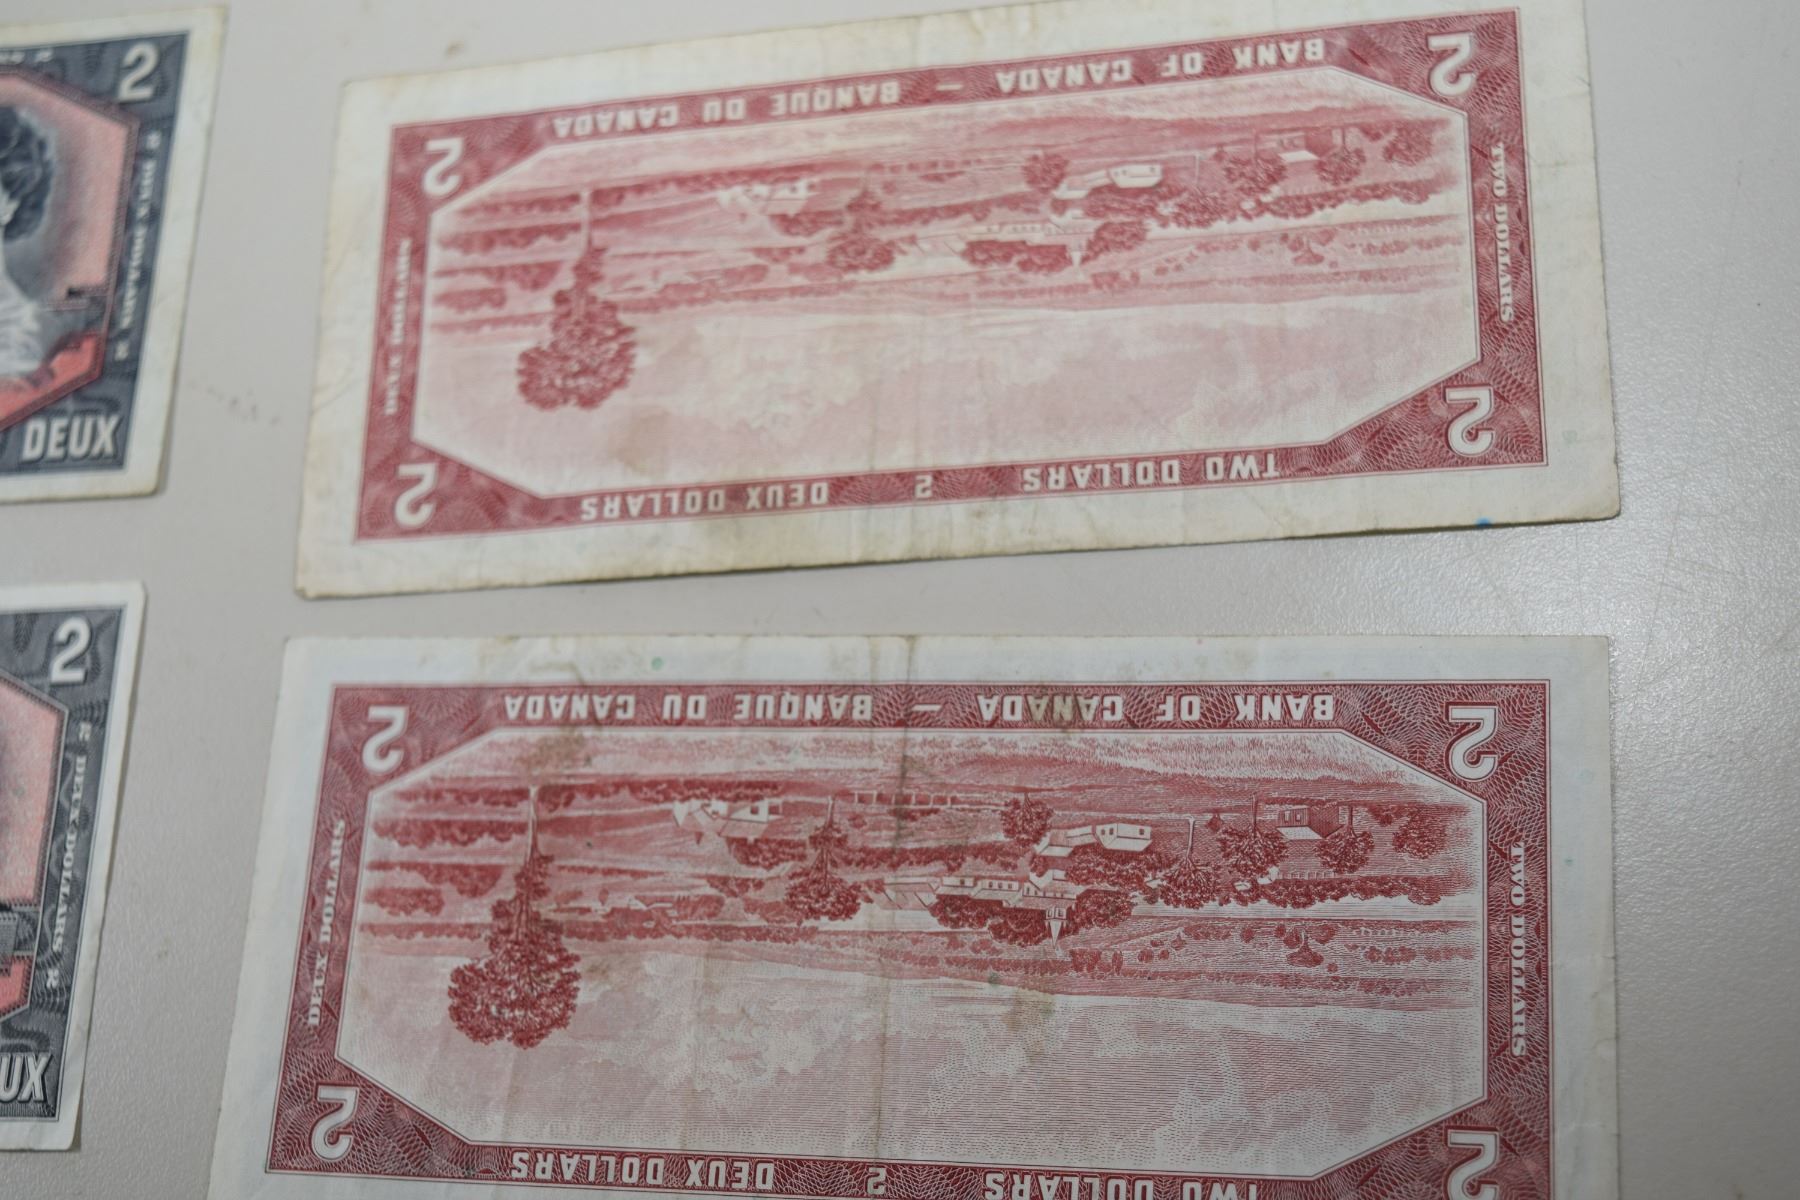 2
DEUX
2
DEUX DOLLARS 2
UX
2
BANK OF CANADA — BANQUE DU CANADA
2
TWO DOLLARS
DEUX DOLLARS
2
TWO DOLLARS 2 DEUX DOLLARS
2
2
BANK OF CANADA — BANQUE DU CANADA
2
TWO DOLLARS
DEUX DOLLARS
2
TWO DOLLARS 2 DEUX DOLLARS
2